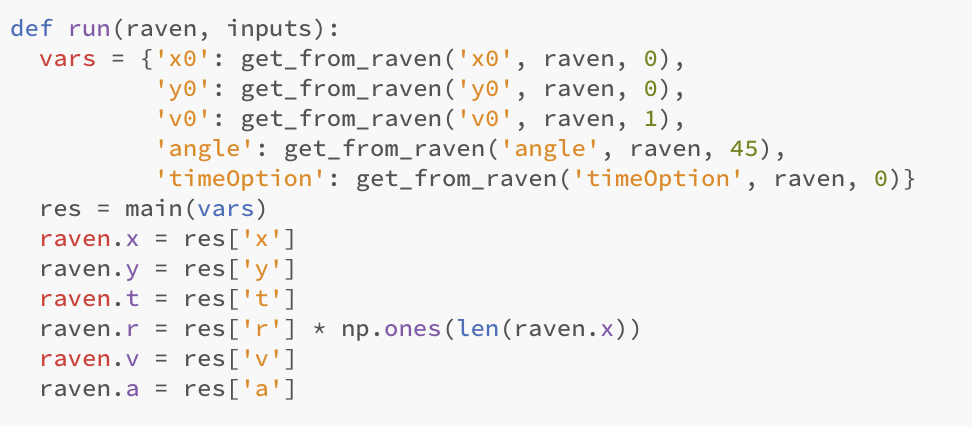 def run(raven, inputs):
  vars = {'x0': get_from_raven('x0', raven, 0),
          'y0': get_from_raven('y0', raven, 0),
          'v0': get_from_raven('v0', raven, 1),
          'angle': get_from_raven('angle', raven, 45),
          'timeOption': get_from_raven('timeOption', raven, 0)}
  res = main(vars)
  raven.x = res['x']
  raven.y = res['y']
  raven.t = res['t']
  raven.r = res['r'] * np.ones(len(raven.x))
  raven.v = res['v']
  raven.a = res['a']